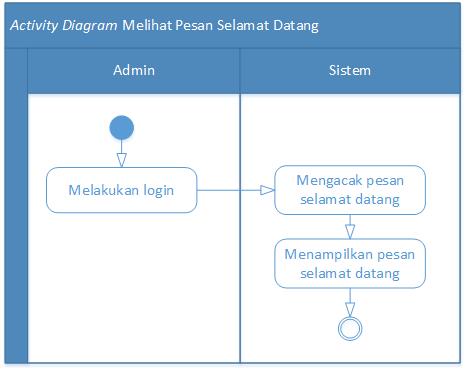 Activity Diagram Melihat Pesan Selamat Datang
Admin
Sistem
Melakukan login
Mengacak pesan
selamat datang
Menampilkan pesan
selamat datang